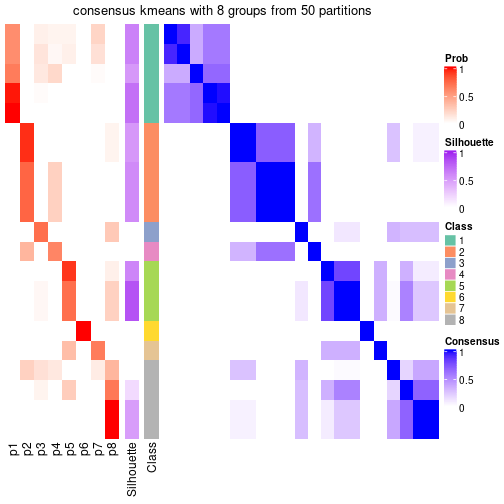 consensus kmeans with 8 groups from 50 partitions
Prob
1
0.5
0
Silhouette
1
0.5
0
Class
1
2
3
4
5
6
7
8
Consensus
1
0.5
0
p1
p2
p3
p4
p5
p6
p7
p8
Silhouette
Class